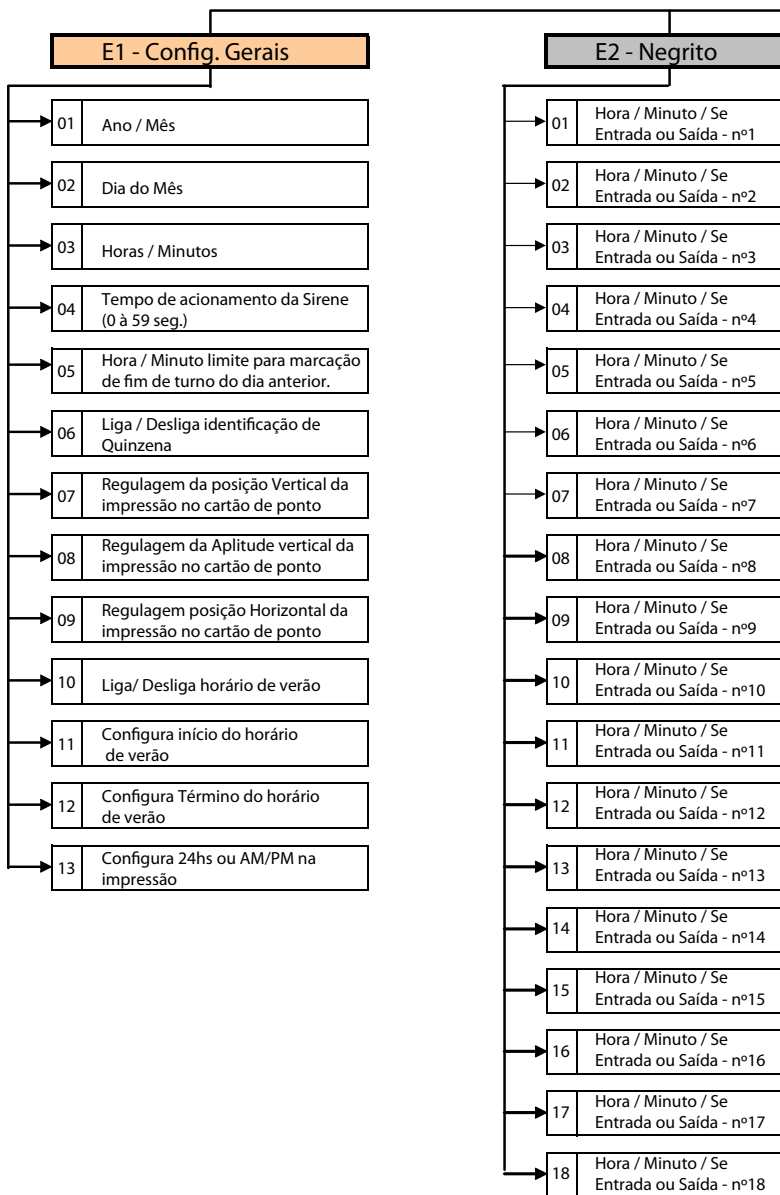 E1 - Config. Gerais
01
Ano / Mês
02
Dia do Mês
03
Horas / Minutos
04
Tempo de acionamento da Sirene
(0 à 59 seg.)
05
Hora / Minuto limite para marcação
de fim de turno do dia anterior.
06
Liga / Desliga identificação de
Quinzena
07
Regulagem da posição Vertical da
impressão no cartão de ponto
08
Regulagem da Aplitude vertical da
impressão no cartão de ponto
09
Regulagem posição Horizontal da
impressão no cartão de ponto
10
Liga/ Desliga horário de verão
11
Configura início do horário
de verão
12
Configura Término do horário
de verão
13
Configura 24hs ou AM/PM na
impressão
E2 - Negrito
01
Hora / Minuto / Se
Entrada ou Saída - nº1
02
Hora / Minuto / Se
Entrada ou Saída - nº2
03
Hora / Minuto / Se
Entrada ou Saída - nº3
04
Hora / Minuto / Se
Entrada ou Saída - nº4
05
Hora / Minuto / Se
Entrada ou Saída - nº5
06
Hora / Minuto / Se
Entrada ou Saída - nº6
07
Hora / Minuto / Se
Entrada ou Saída - nº7
08
Hora / Minuto / Se
Entrada ou Saída - nº8
09
Hora / Minuto / Se
Entrada ou Saída - nº9
10
Hora / Minuto / Se
Entrada ou Saída - nº10
11
Hora / Minuto / Se
Entrada ou Saída - nº11
12
Hora / Minuto / Se
Entrada ou Saída - nº12
13
Hora / Minuto / Se
Entrada ou Saída - nº13
14
Hora / Minuto / Se
Entrada ou Saída - nº14
15
Hora / Minuto / Se
Entrada ou Saída - nº15
16
Hora / Minuto / Se
Entrada ou Saída - nº16
17
Hora / Minuto / Se
Entrada ou Saída - nº17
18
Hora / Minuto / Se
Entrada ou Saída - nº18